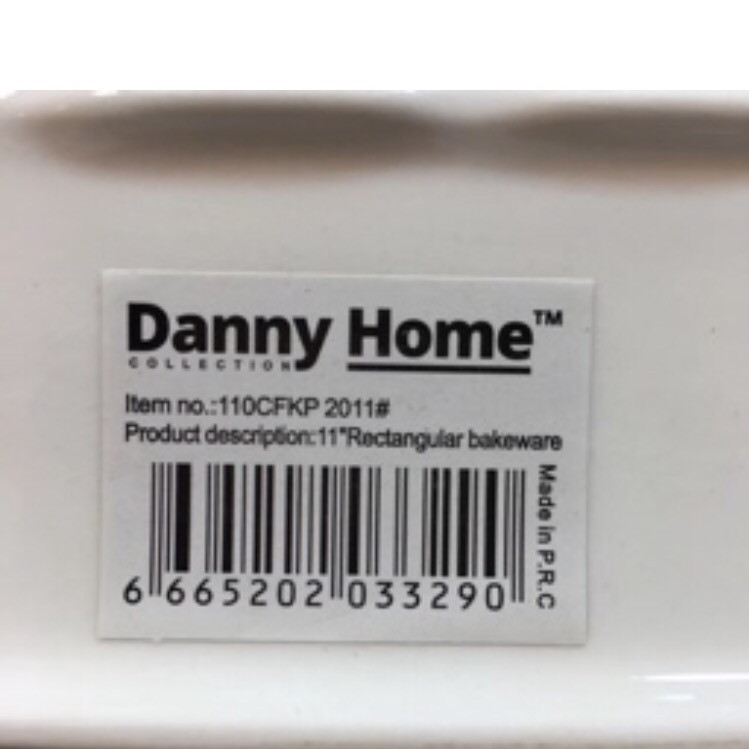 Danny Home™
COLLECTION
Item no.:110CFKP 2011#
Product description:11"Rectangular bakeware
Made in P.R.C
6 665202 033290